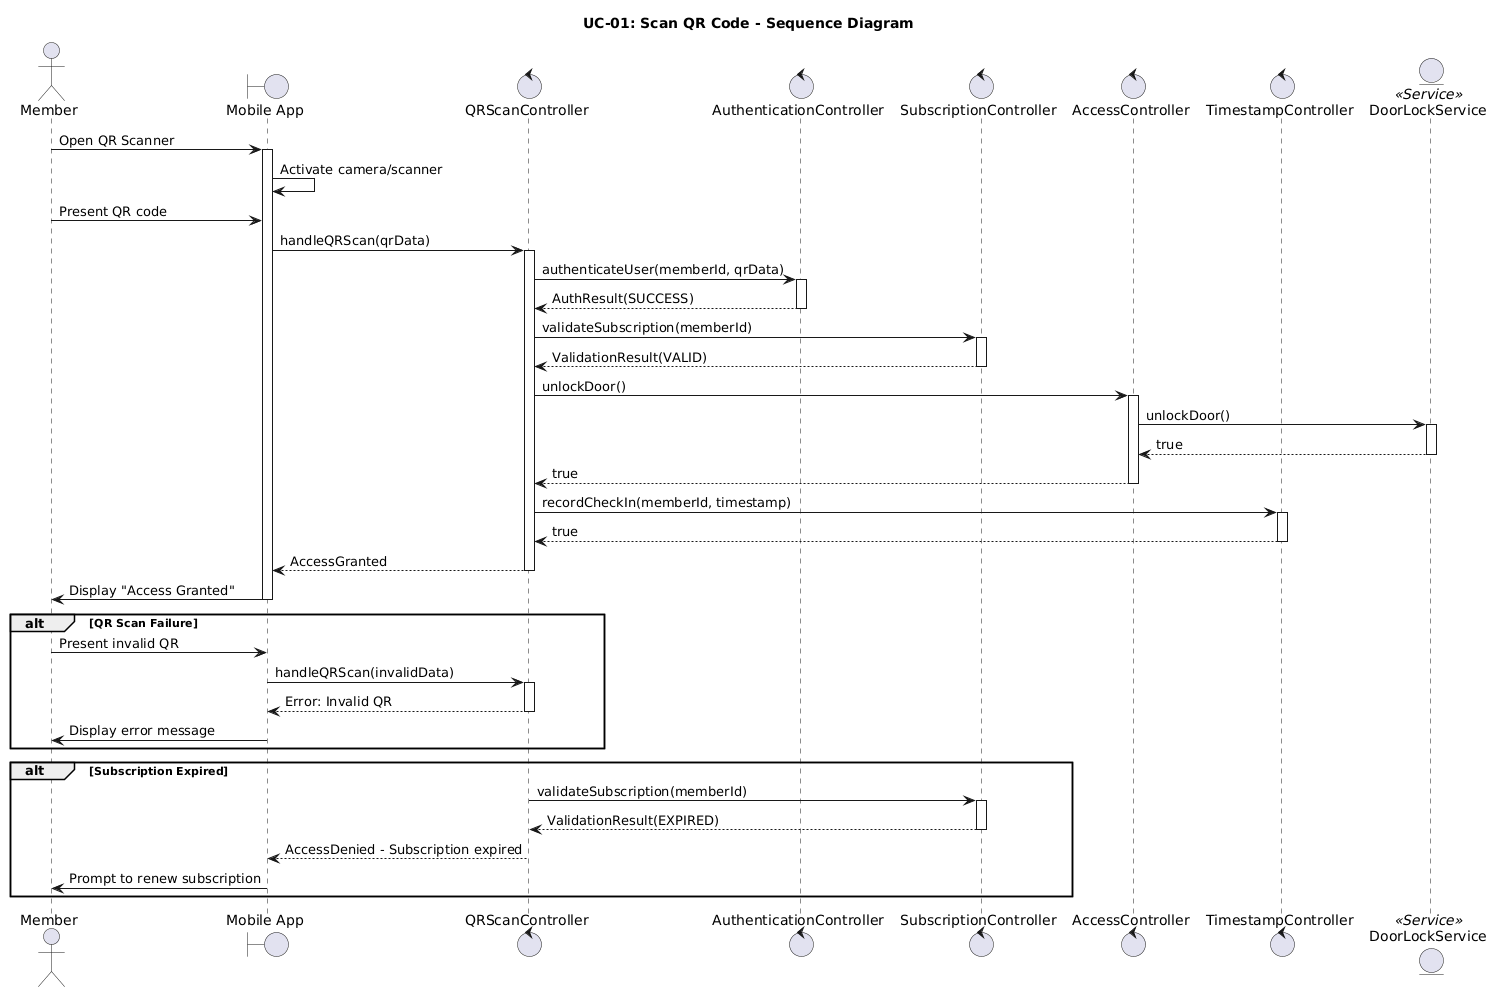 UC-01: Scan QR Code - Sequence Diagram
Member
Mobile App
QRScanController
AuthenticationController
SubscriptionController
AccessController
TimestampController
«Service»
DoorLockService
Open QR Scanner
Activate camera/scanner
Present QR code
handleQRScan(qrData)
authenticateUser(memberId, qrData)
AuthResult(SUCCESS)
validateSubscription(memberId)
ValidationResult(VALID)
unlockDoor()
unlockDoor()
true
true
recordCheckIn(memberId, timestamp)
true
AccessGranted
Display "Access Granted"
alt [QR Scan Failure]
Present invalid QR
handleQRScan(invalidData)
Error: Invalid QR
Display error message
alt [Subscription Expired]
validateSubscription(memberId)
ValidationResult(EXPIRED)
AccessDenied - Subscription expired
Prompt to renew subscription
Member
Mobile App
QRScanController
AuthenticationController
SubscriptionController
AccessController
TimestampController
«Service»
DoorLockService